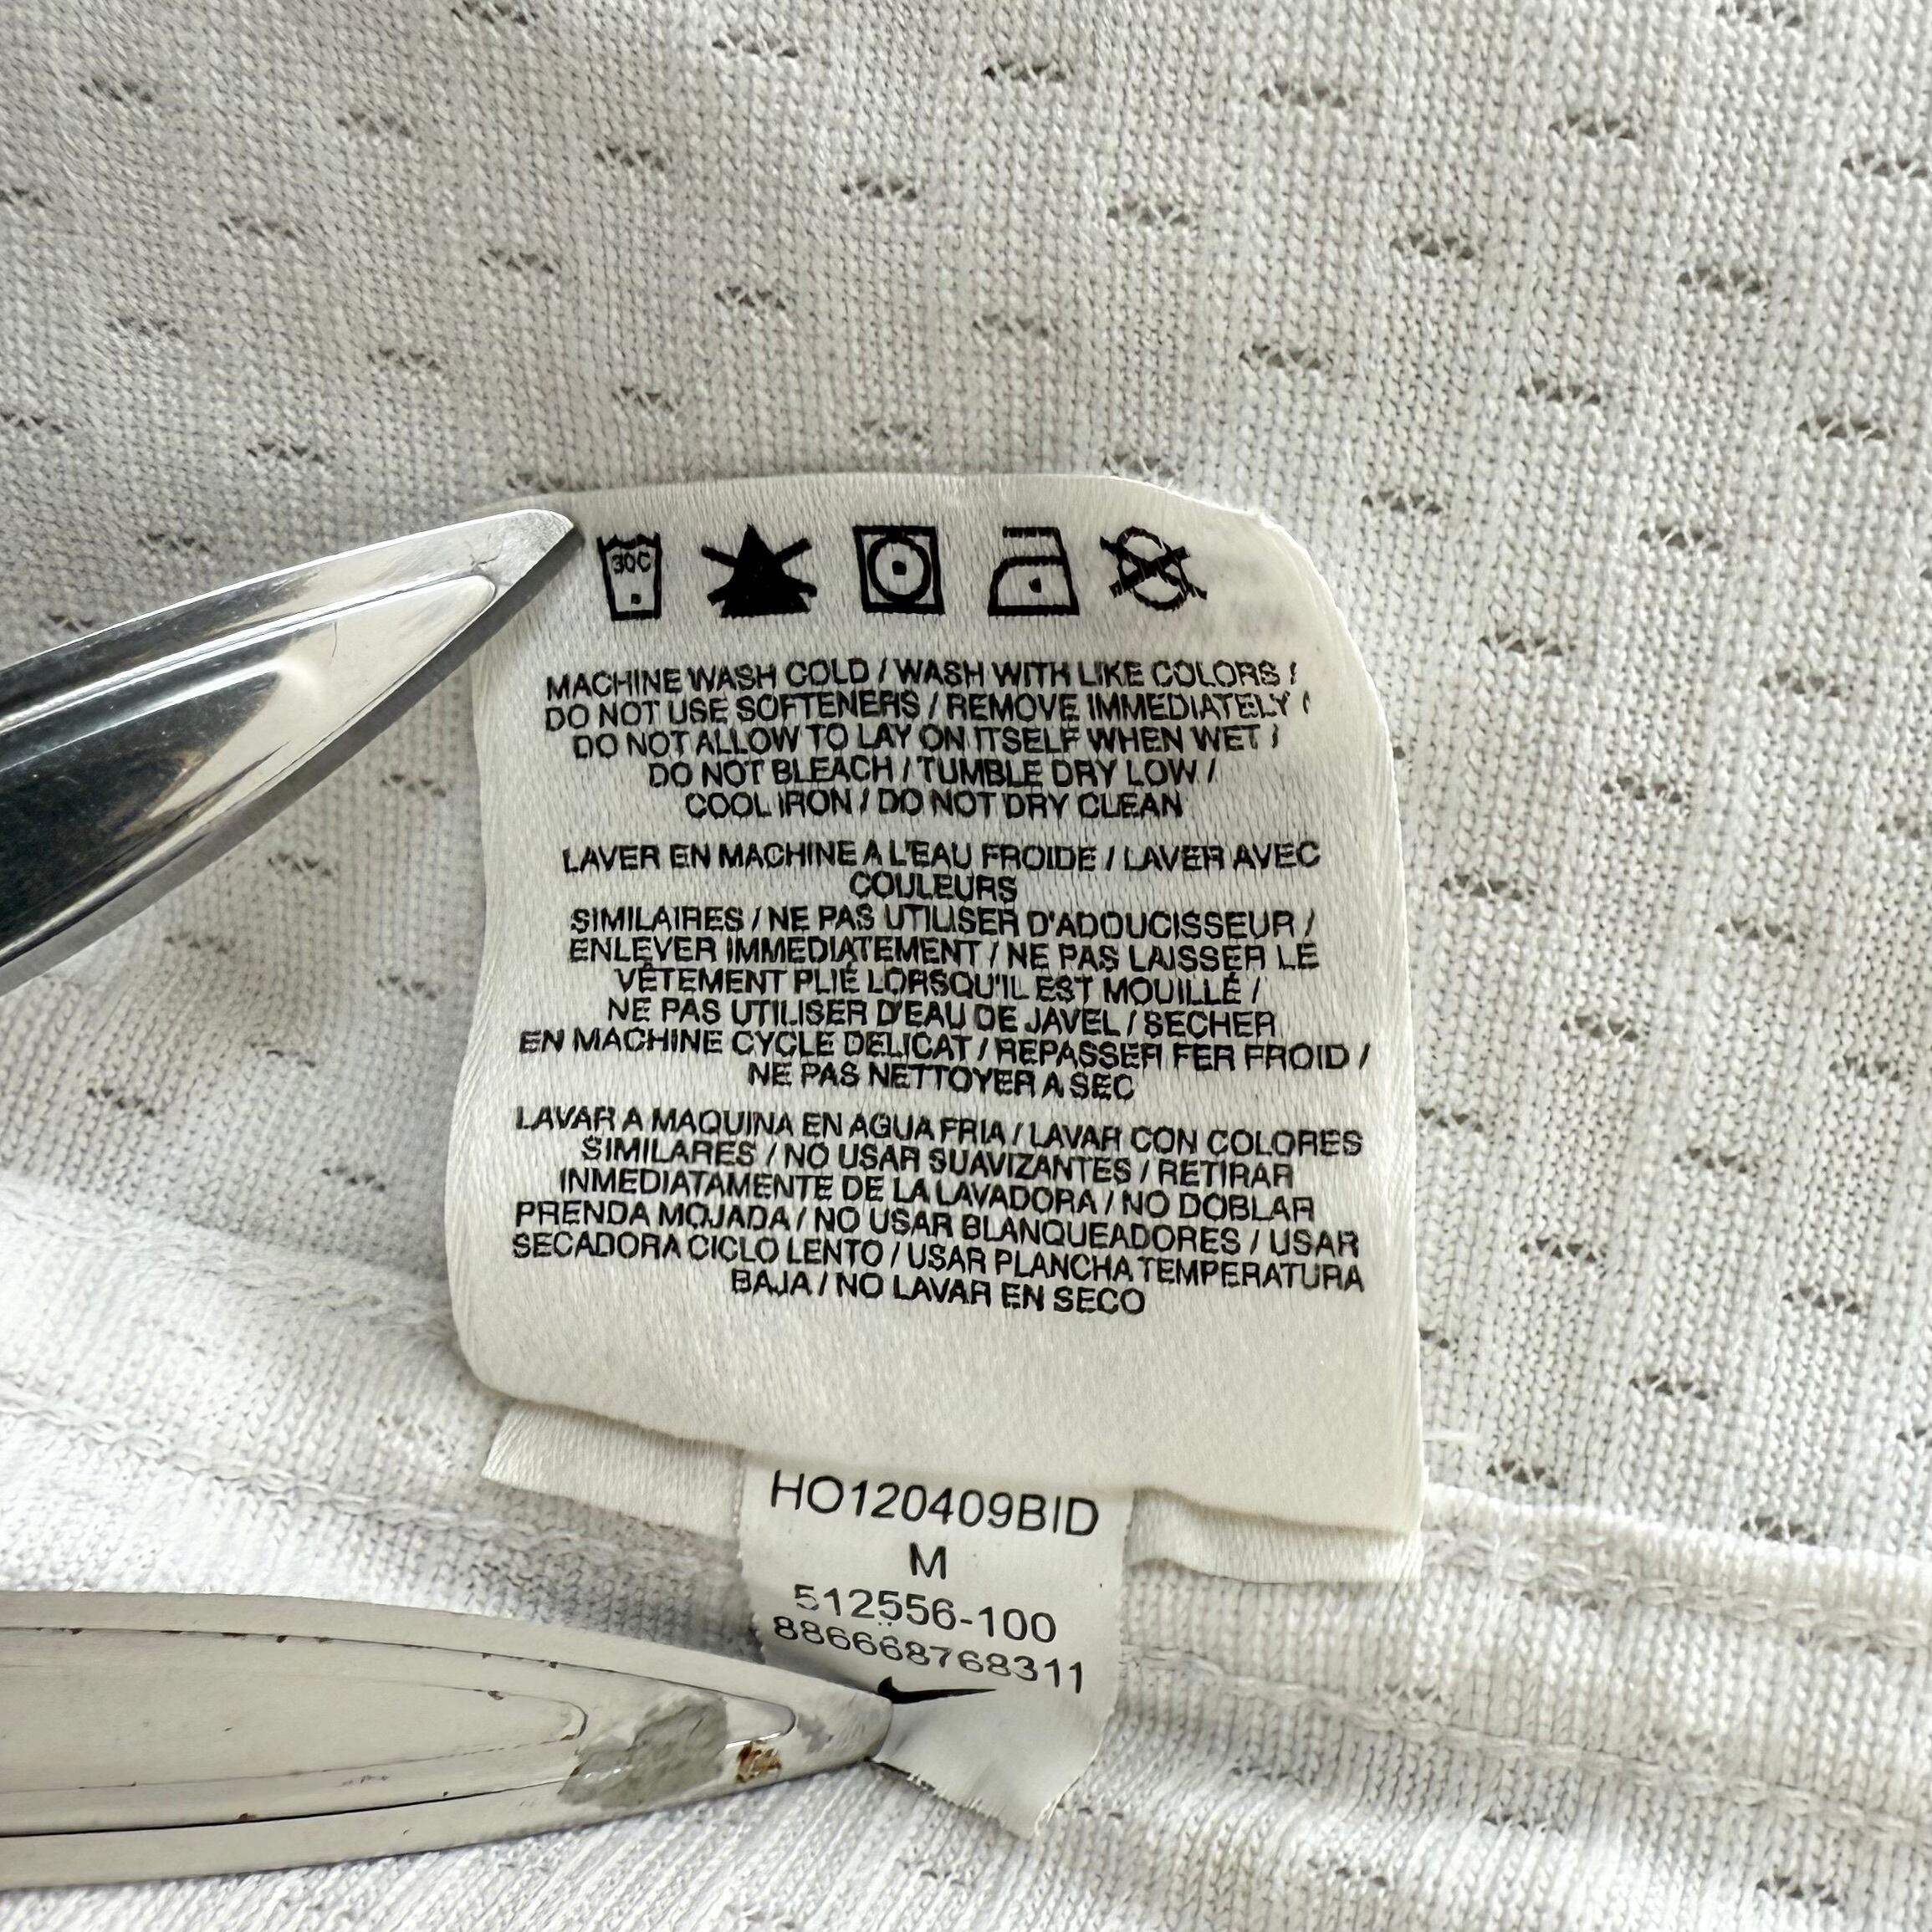 30C
MACHINE WASH COLD / WASH WITH LIKE COLORS /
DO NOT USE SOFTENERS / REMOVE IMMEDIATELY /
DO NOT ALLOW TO LAY ON ITSELF WHEN WET /
DO NOT BLEACH / TUMBLE DRY LOW /
COOL IRON / DO NOT DRY CLEAN
LAVER EN MACHINE A L'EAU FROIDE / LAVER AVEC
COULEURS
SIMILAIRES / NE PAS UTILISER D'ADOUCISSEUR /
ENLEVER IMMEDIATEMENT / NE PAS LAISSER LE
VÊTEMENT PLIÉ LORSQU'IL EST MOUILLÉ /
NE PAS UTILISER D'EAU DE JAVEL / SECHER
EN MACHINE CYCLE DELICAT / REPASSER FER FROID /
NE PAS NETTOYER A SEC
LAVAR A MAQUINA EN AGUA FRIA / LAVAR CON COLORES
SIMILARES / NO USAR SUAVIZANTES / RETIRAR
INMEDIATAMENTE DE LA LAVADORA / NO DOBLAR
PRENDA MOJADA / NO USAR BLANQUEADORES / USAR
SECADORA CICLO LENTO / USAR PLANCHA TEMPERATURA
BAJA / NO LAVAR EN SECO
HO120409BID
M
512556-100
886668768311